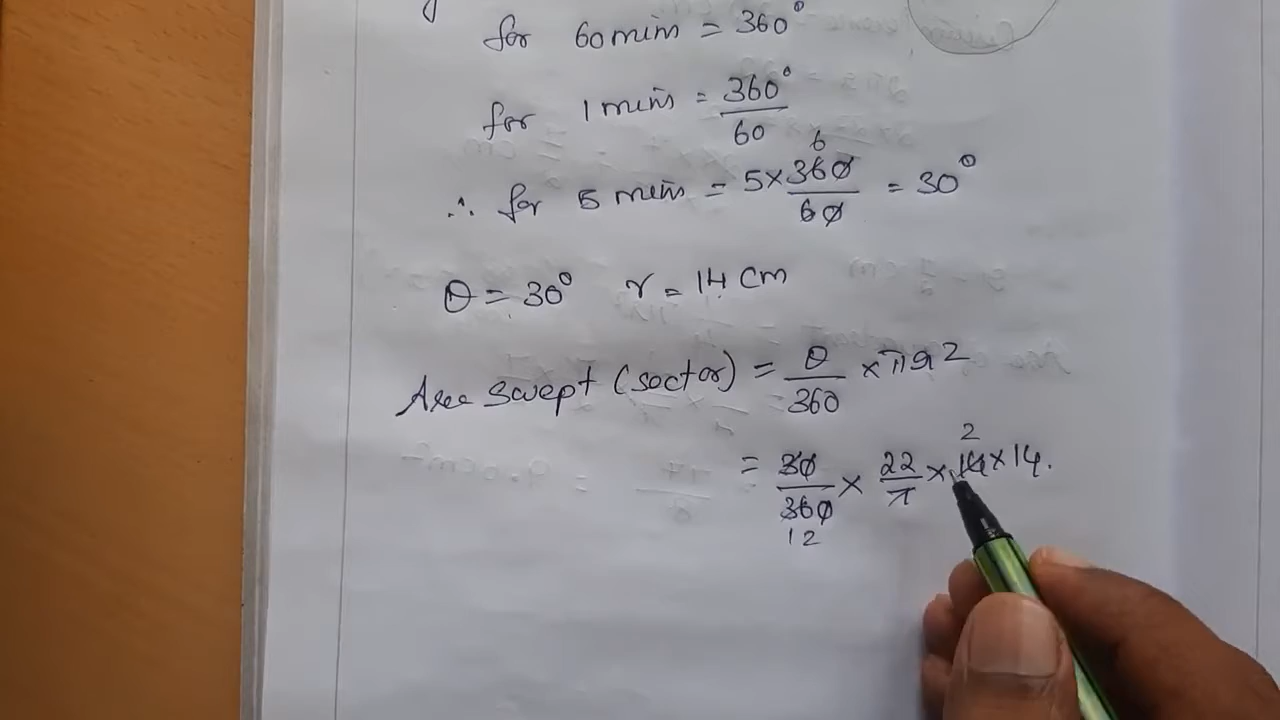 for 60 mins = 360°
for 1 mins = 360° / 60
∴ for 5 mins = 5 × 360 / 60 = 30° 6
θ = 30° r = 14 cm
Area swept (sector) = θ / 360 × πr²
= 30 / 360 × 22 / 7 × 14 × 14. 2
12